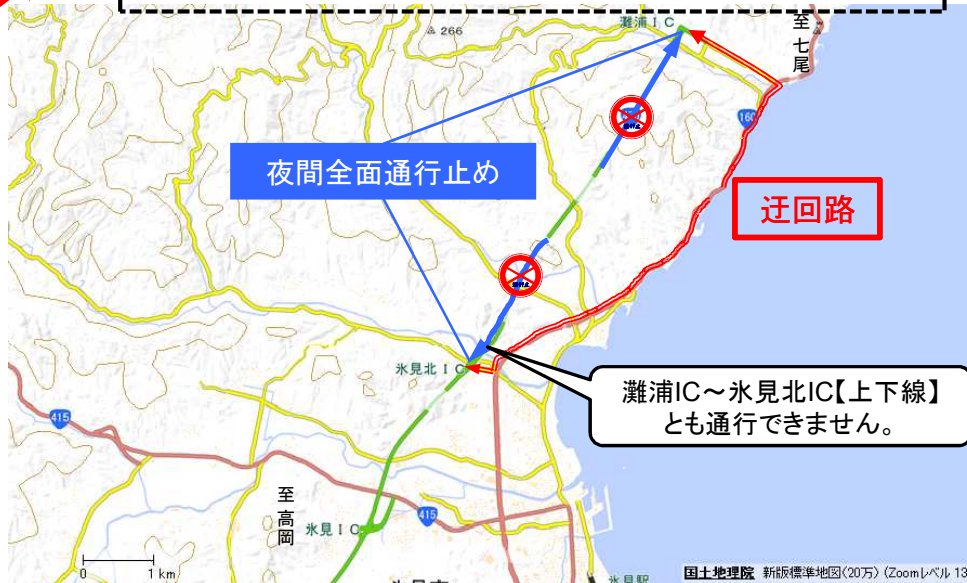 灘浦IC
266
至七尾
160
夜間全面通行止め
迂回路
氷見北IC
灘浦IC～氷見北IC【上下線】
とも通行できません。
415
至高岡
氷見IC
415
0 1 km
氷見駅
国土地理院 新版標準地図(20万) (Zoomレベル 13